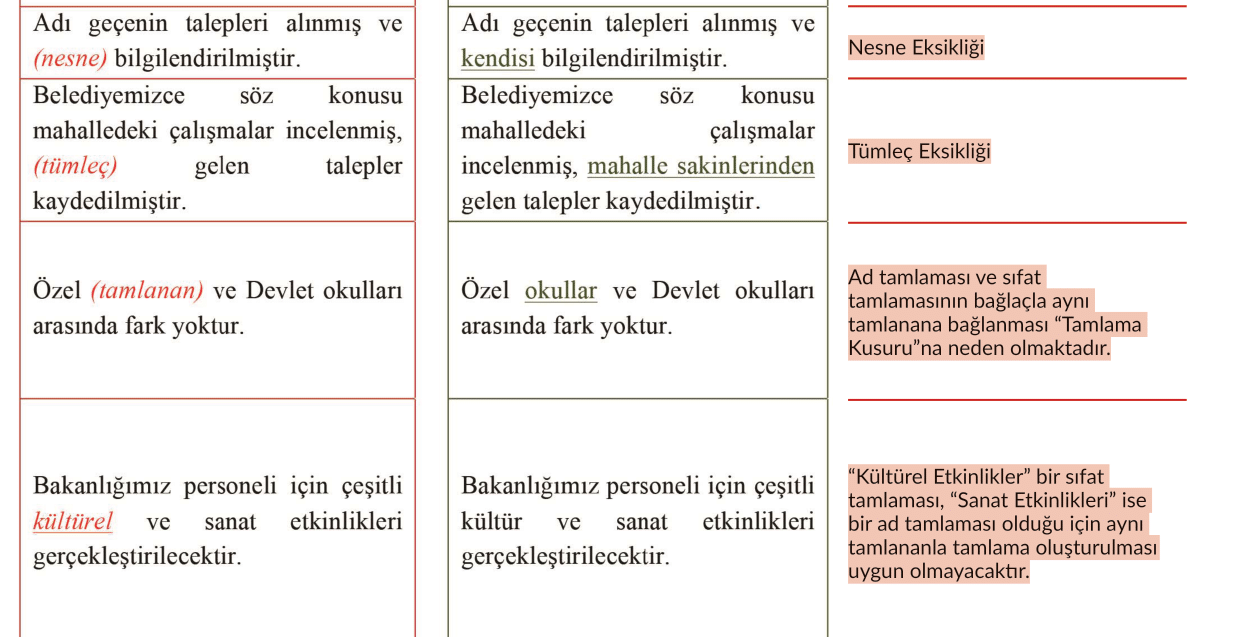 Adı geçenin talepleri alınmış ve
(nesne) bilgilendirilmiştir.
Adı geçenin talepleri alınmış ve
kendisi bilgilendirilmiştir.
Nesne Eksikliği
Belediyemizce söz konusu
mahalledeki çalışmalar incelenmiş,
(tümleç) gelen talepler
kaydedilmiştir.
Belediyemizce söz konusu
mahalledeki çalışmalar
incelenmiş, mahalle sakinlerinden
gelen talepler kaydedilmiştir.
Tümleç Eksikliği
Özel (tamlanan) ve Devlet okulları
arasında fark yoktur.
Özel okullar ve Devlet okulları
arasında fark yoktur.
Ad tamlaması ve sıfat
tamlamasının bağlaçla aynı
tamlanana bağlanması “Tamlama
Kusuru”na neden olmaktadır.
Bakanlığımız personeli için çeşitli
kültürel ve sanat etkinlikleri
gerçekleştirilecektir.
Bakanlığımız personeli için çeşitli
kültür ve sanat etkinlikleri
gerçekleştirilecektir.
“Kültürel Etkinlikler” bir sıfat
tamlaması, “Sanat Etkinlikleri” ise
bir ad tamlaması olduğu için aynı
tamlananla tamlama oluşturulması
uygun olmayacaktır.